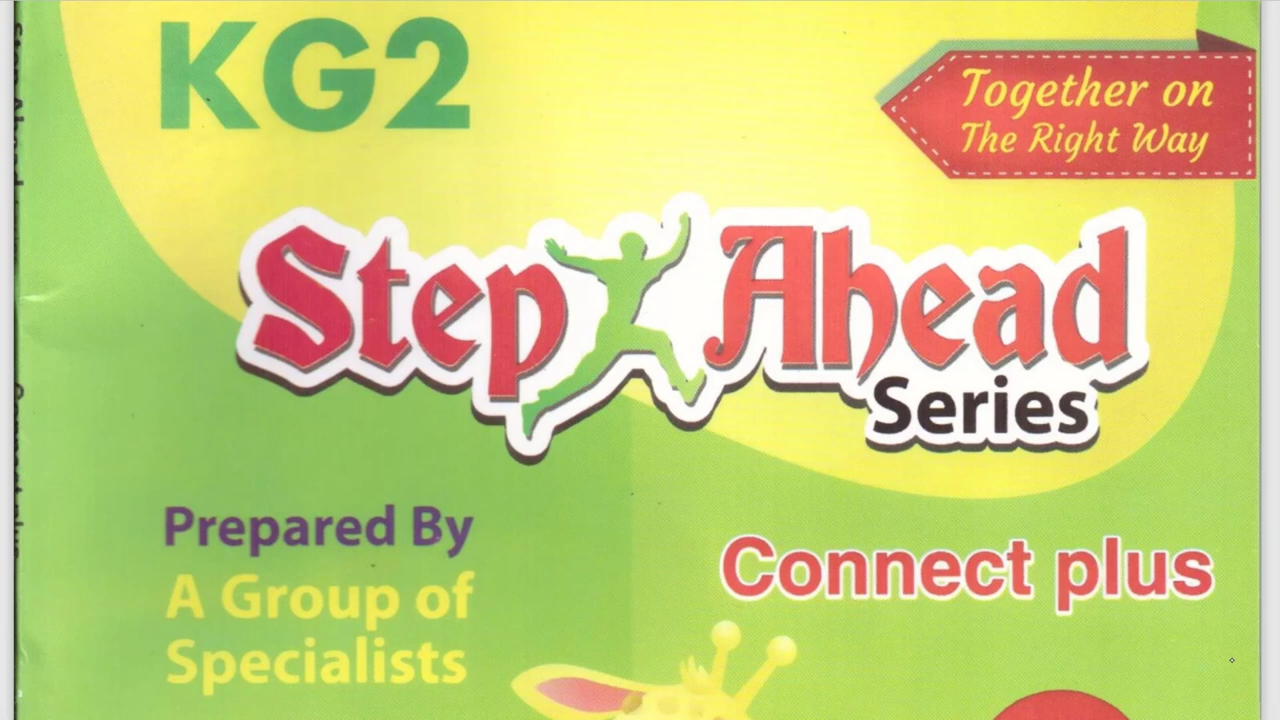 KG2
Together on
The Right Way
Step Ahead
Series
Prepared By
A Group of
Specialists
Connect plus